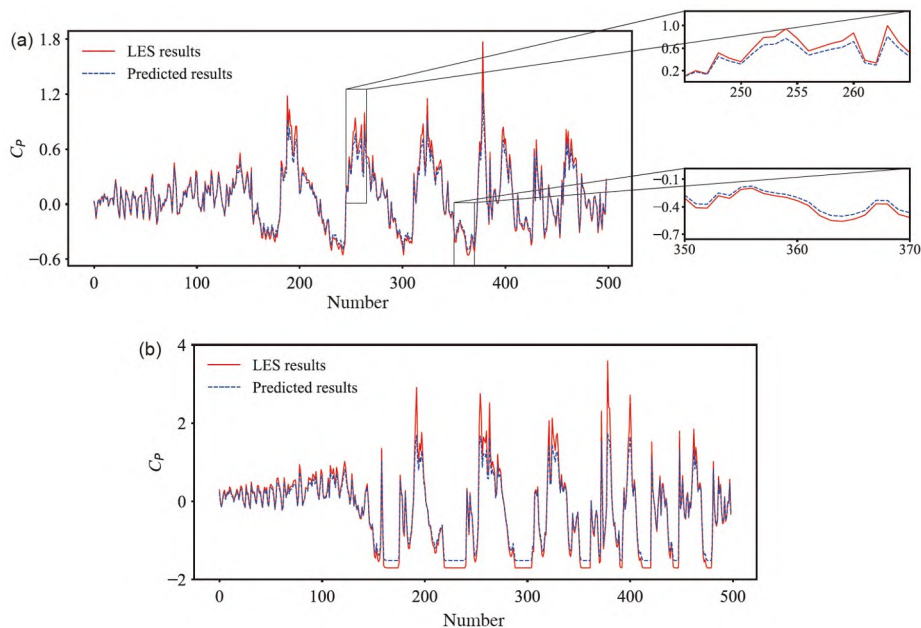 (a)
1.8
1.2
0.6
0.0
−0.6
C_P
LES results
Predicted results
0 100 200 300 400 500
Number
1.0
0.6
0.2
250 255 260 265
−0.1
−0.4
−0.7
350 360 370
(b)
4
2
0
−2
C_P
LES results
Predicted results
0 100 200 300 400 500
Number